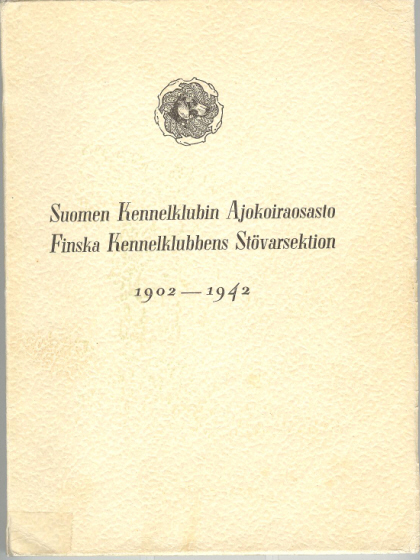 Suomen Kennelklubin Ajokoiraosasto
Finska Kennelklubbens Stövarsektion
1902—1942